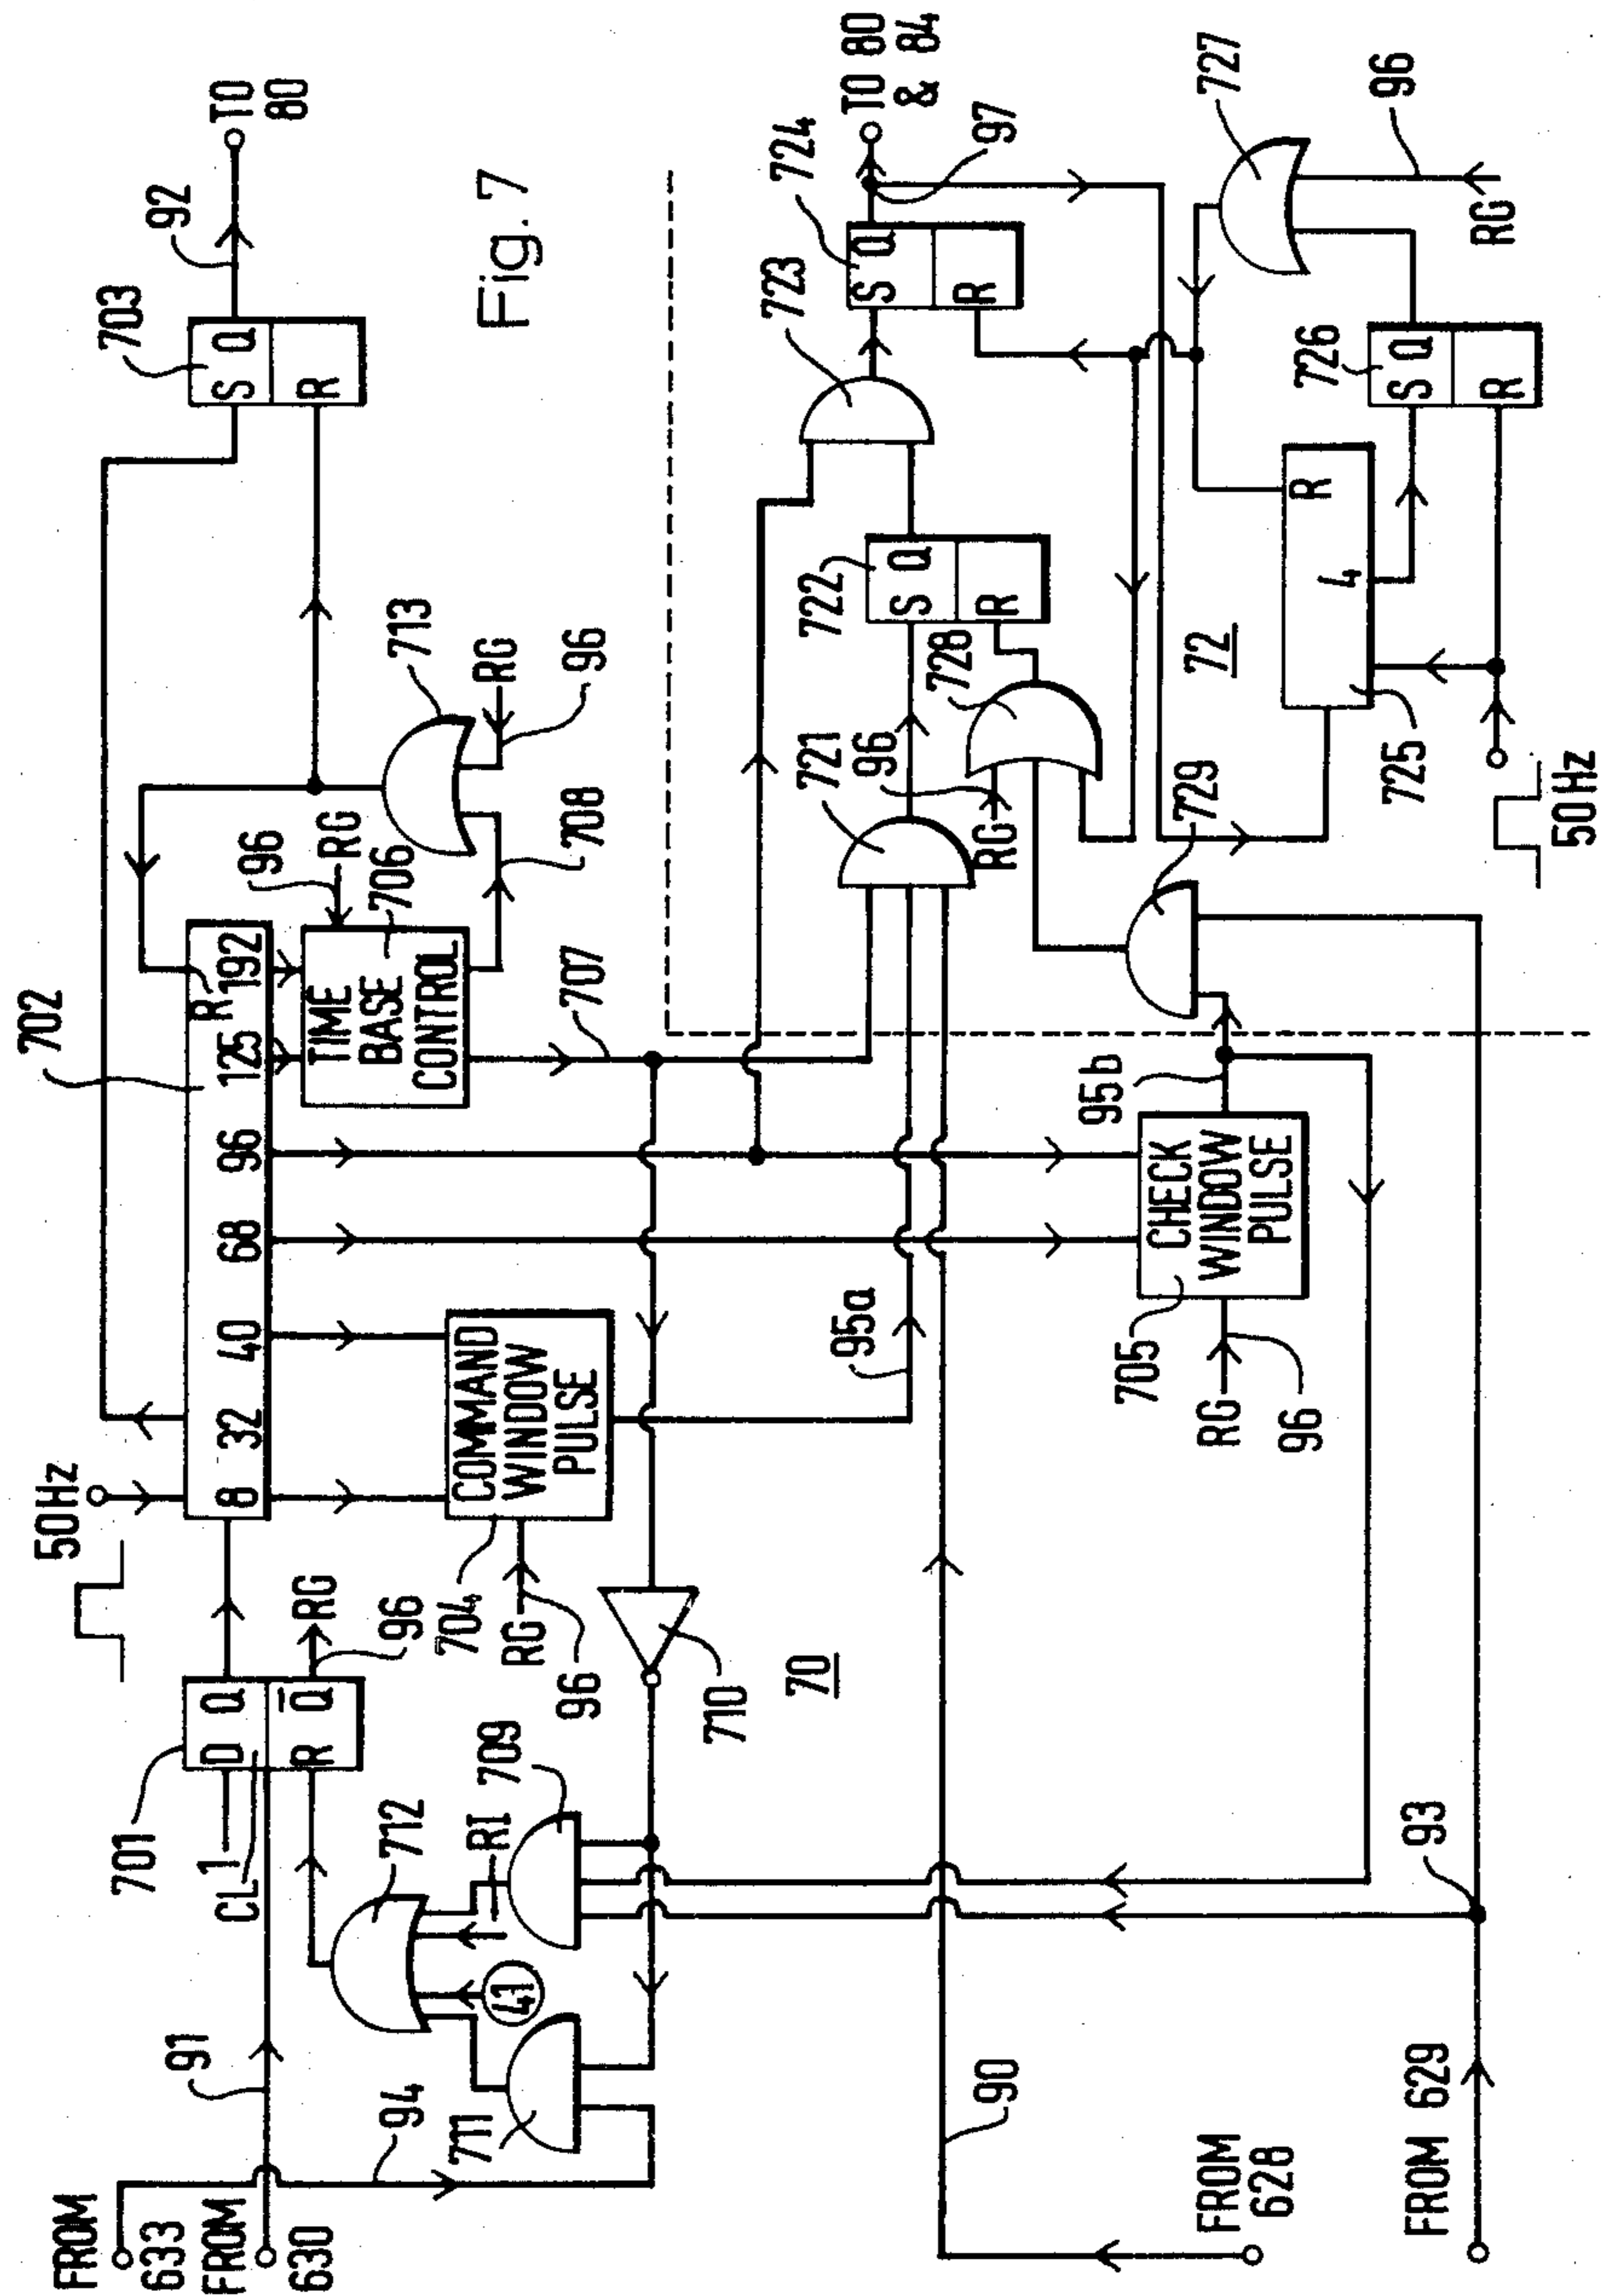 FROM
633
FROM
630
91
94
701
1
CL
D Q
R Q̅
RG
96
50Hz
702
8 32 40 68 96 125 192
R
703
S Q
R
92
TO
80
711
41
712
RI
709
710
70
704
COMMAND
WINDOW
PULSE
RG
96
TIME
BASE
CONTROL
706
RG
96
707
708
713
RG
96
Fig. 7
95a
95b
705
CHECK
WINDOW
PULSE
RG
96
90
FROM
628
FROM 629
93
721
96
RG
728
729
722
S Q
R
723
724
S Q
R
97
TO 80
& 84
72
725
R
4
50Hz
726
S Q
R
727
96
RG